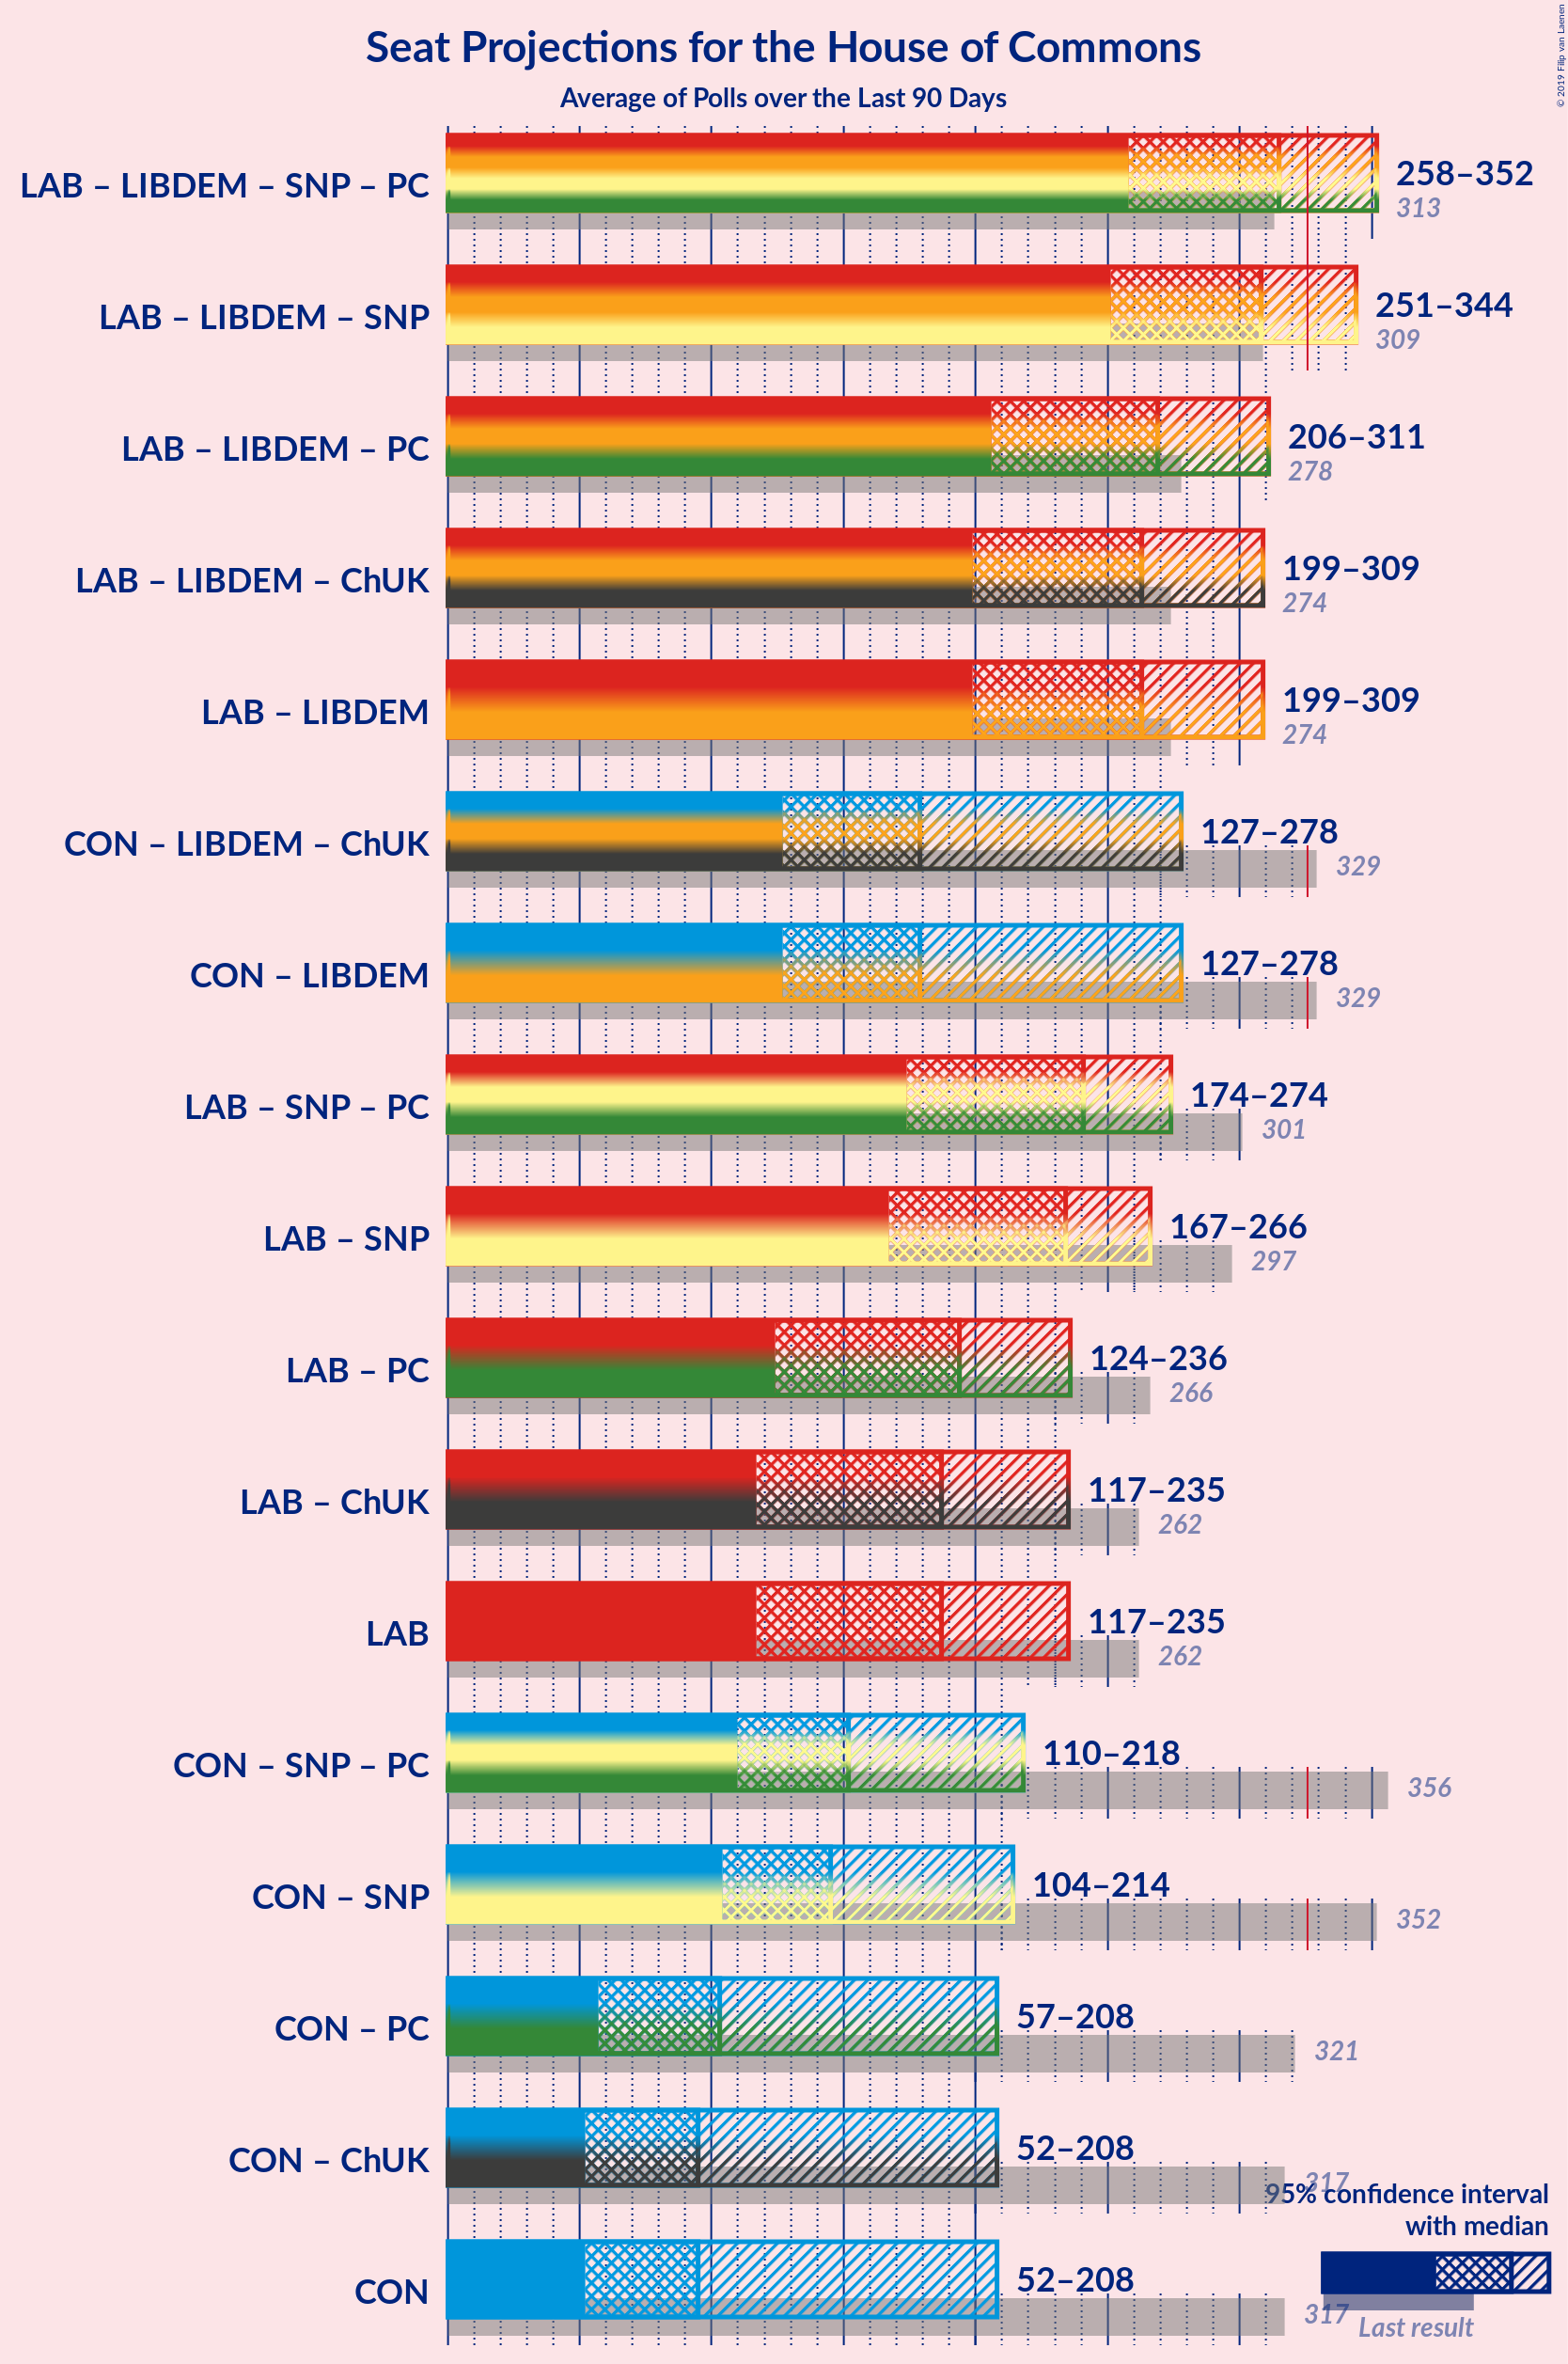 © 2019 Filip van Laenen
Seat Projections for the House of Commons
Average of Polls over the Last 90 Days
LAB – LIBDEM – SNP – PC
258–352
313
LAB – LIBDEM – SNP
251–344
309
LAB – LIBDEM – PC
206–311
278
LAB – LIBDEM – ChUK
199–309
274
LAB – LIBDEM
199–309
274
CON – LIBDEM – ChUK
127–278
329
CON – LIBDEM
127–278
329
LAB – SNP – PC
174–274
301
LAB – SNP
167–266
297
LAB – PC
124–236
266
LAB – ChUK
117–235
262
LAB
117–235
262
CON – SNP – PC
110–218
356
CON – SNP
104–214
352
CON – PC
57–208
321
CON – ChUK
52–208
317
CON
52–208
317
95% confidence interval
with median
Last result